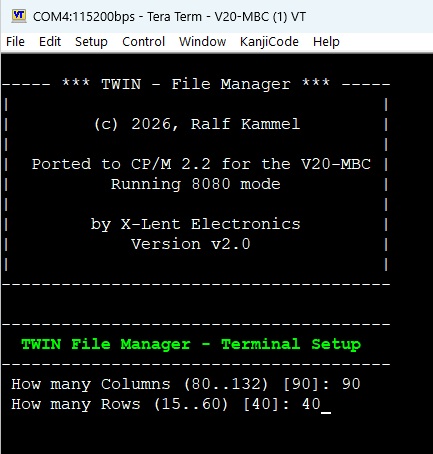 COM4:115200bps - Tera Term - V20-MBC (1) VT
File Edit Setup Control Window KanjiCode Help
----- *** TWIN - File Manager *** -----
| |
| (c) 2026, Ralf Kammel |
| |
| Ported to CP/M 2.2 for the V20-MBC |
| Running 8080 mode |
| |
| by X-Lent Electronics |
| Version v2.0 |
| |
---------------------------------------
---------------------------------------
TWIN File Manager - Terminal Setup
---------------------------------------
How many Columns (80..132) [90]: 90
How many Rows (15..60) [40]: 40_